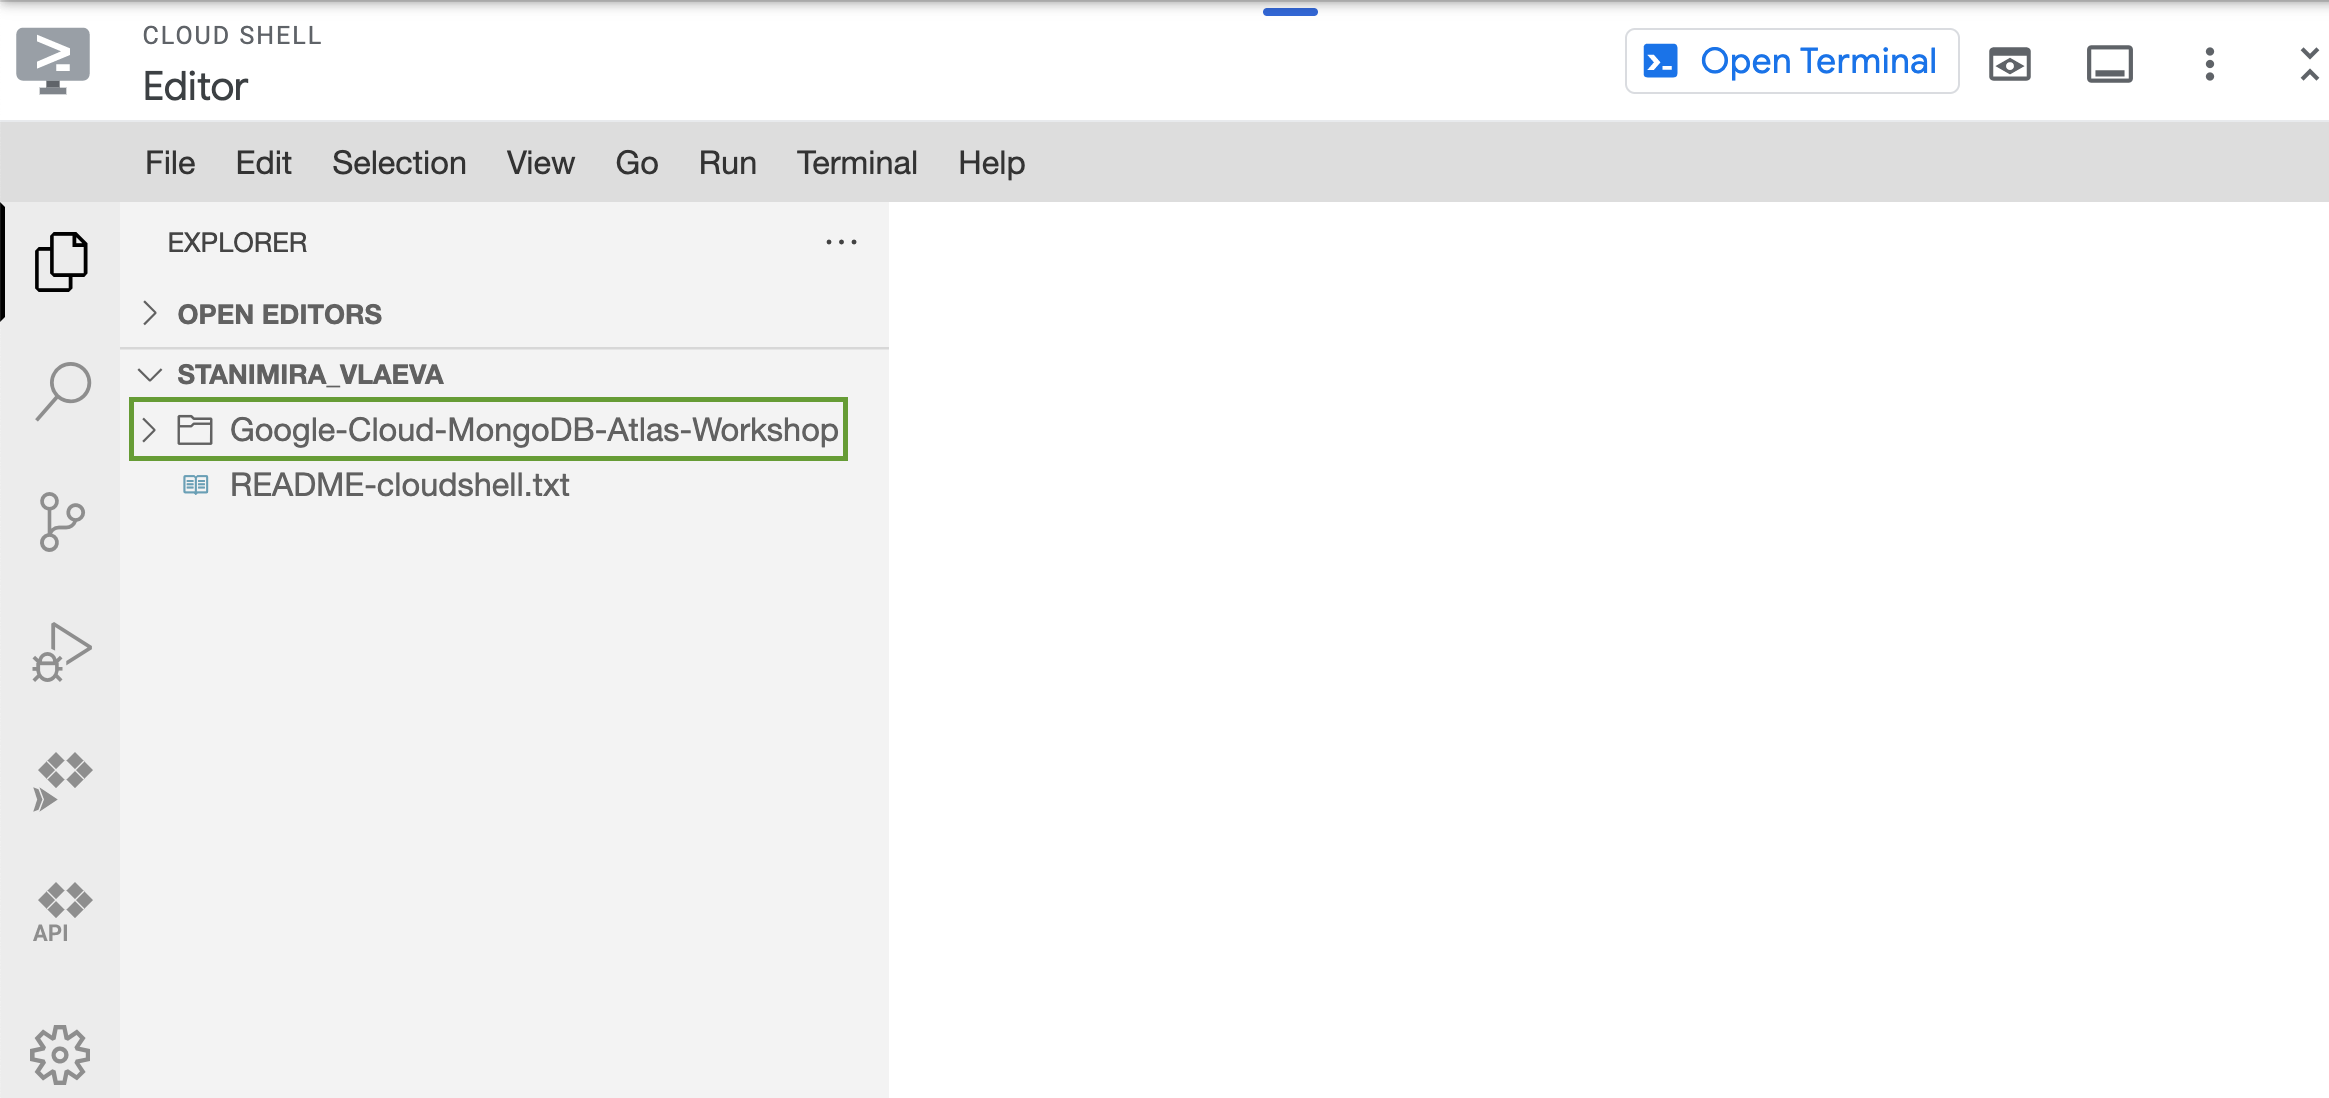 CLOUD SHELL
Editor
Open Terminal
File Edit Selection View Go Run Terminal Help
EXPLORER
OPEN EDITORS
STANIMIRA_VLAEVA
Google-Cloud-MongoDB-Atlas-Workshop
README-cloudshell.txt
API